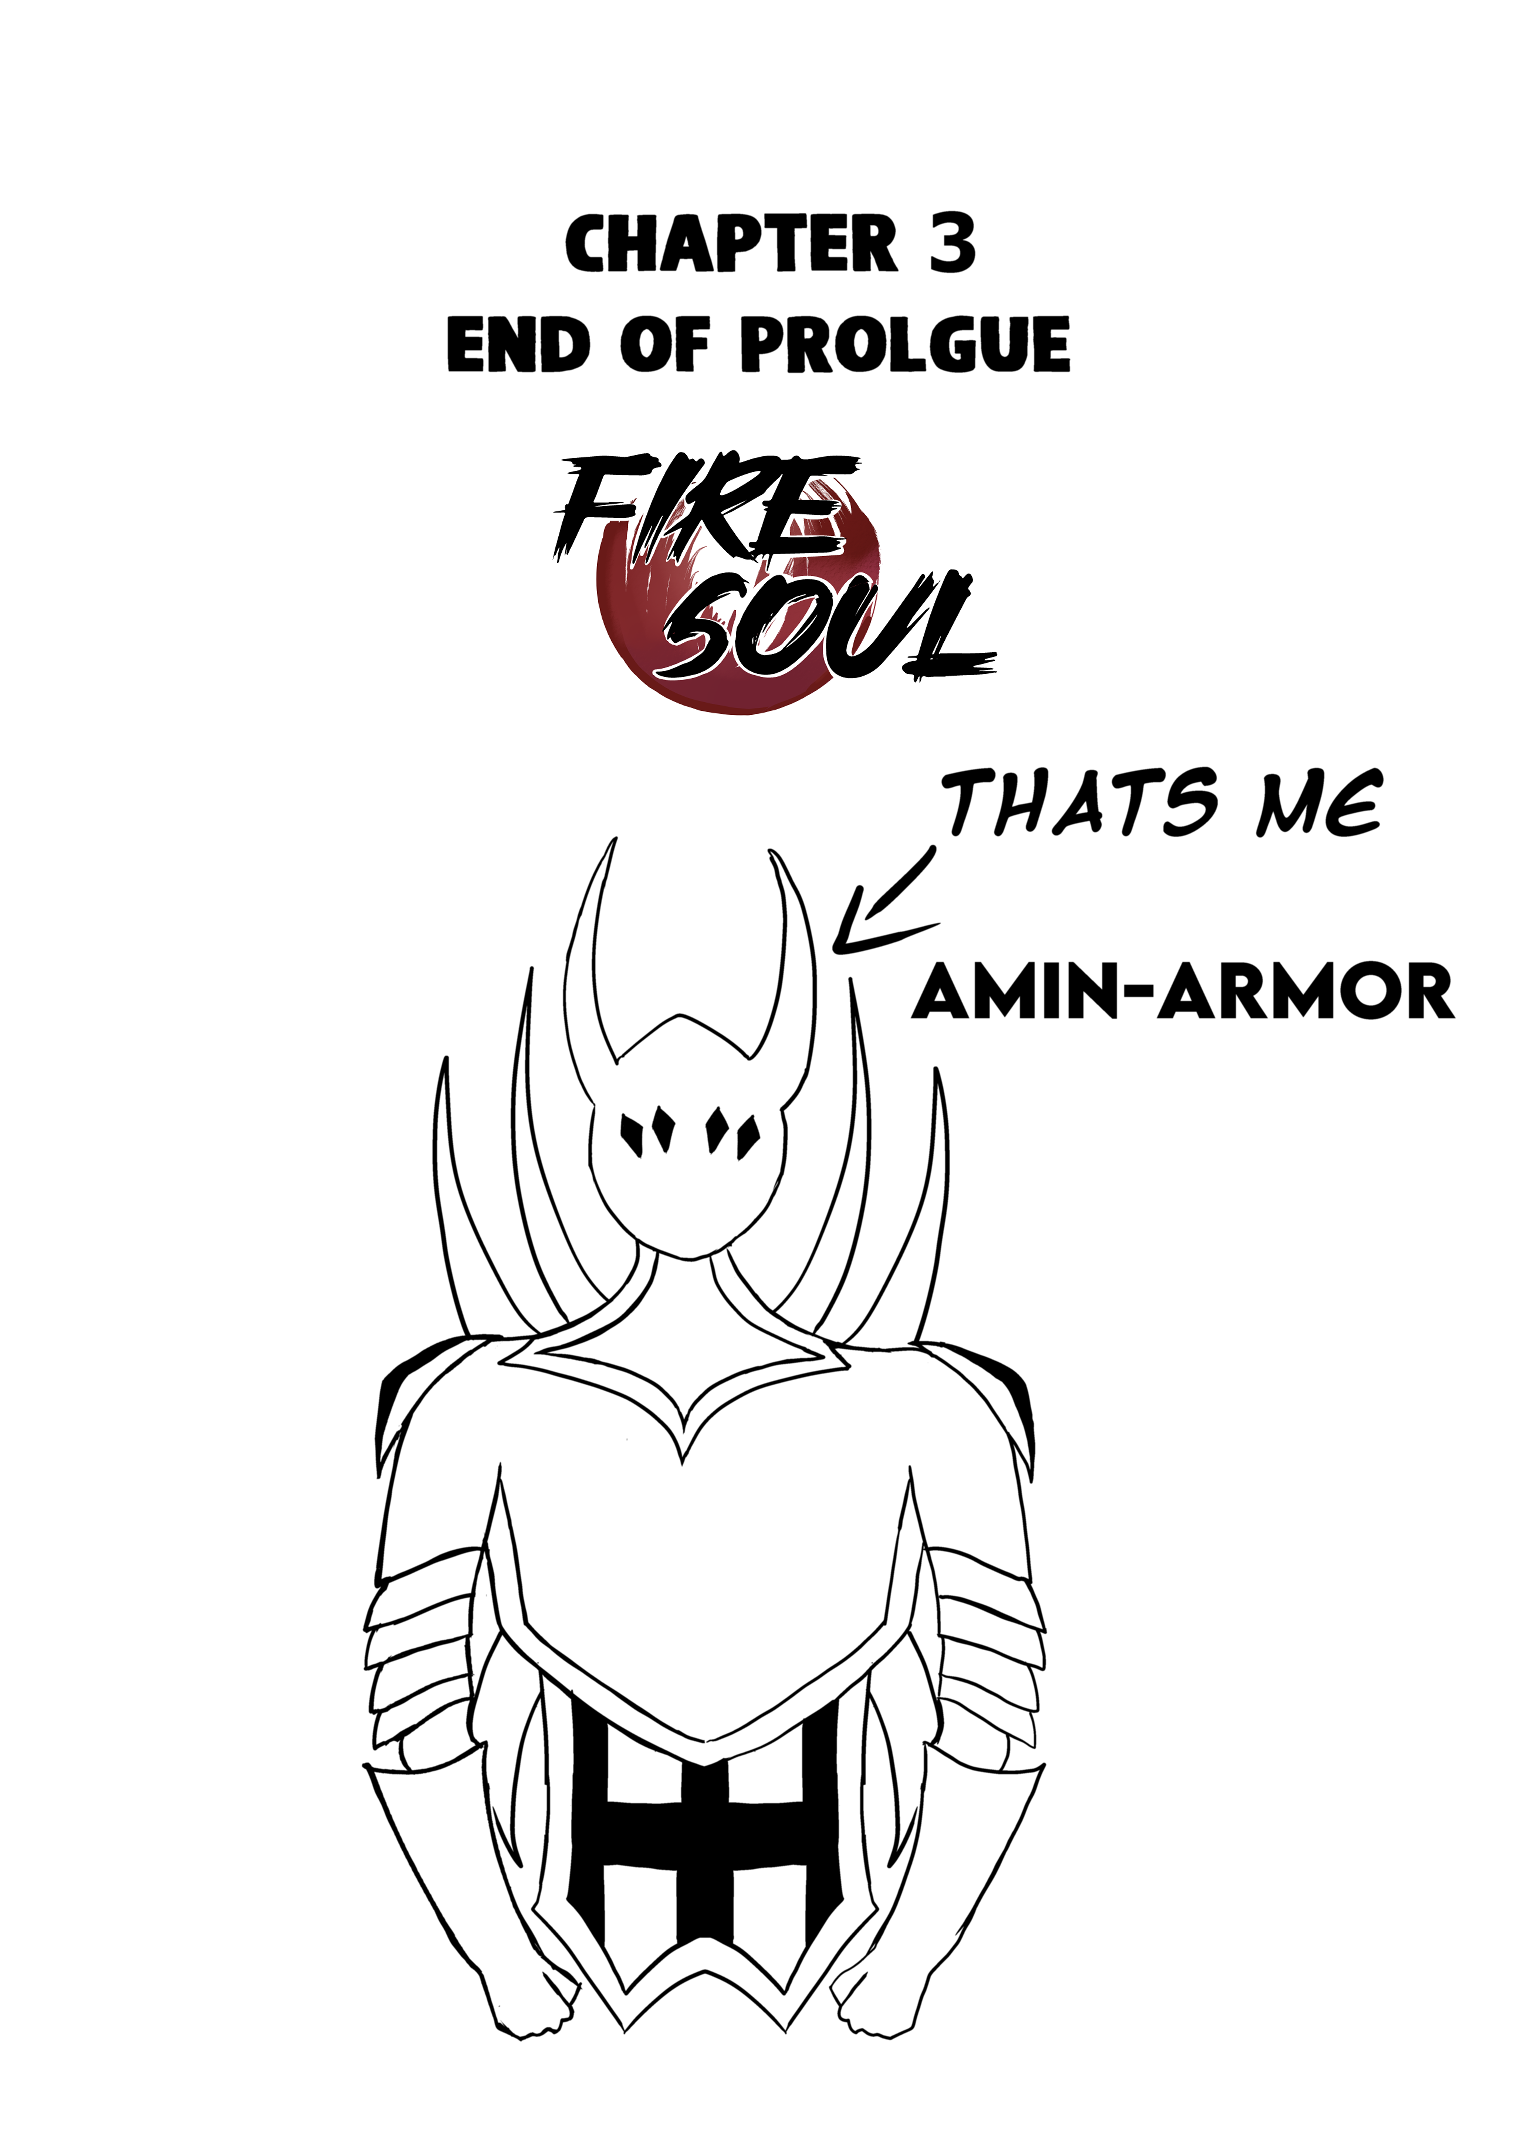 CHAPTER 3
END OF PROLGUE
FIRE
SOUL
THATS ME
AMIN-ARMOR